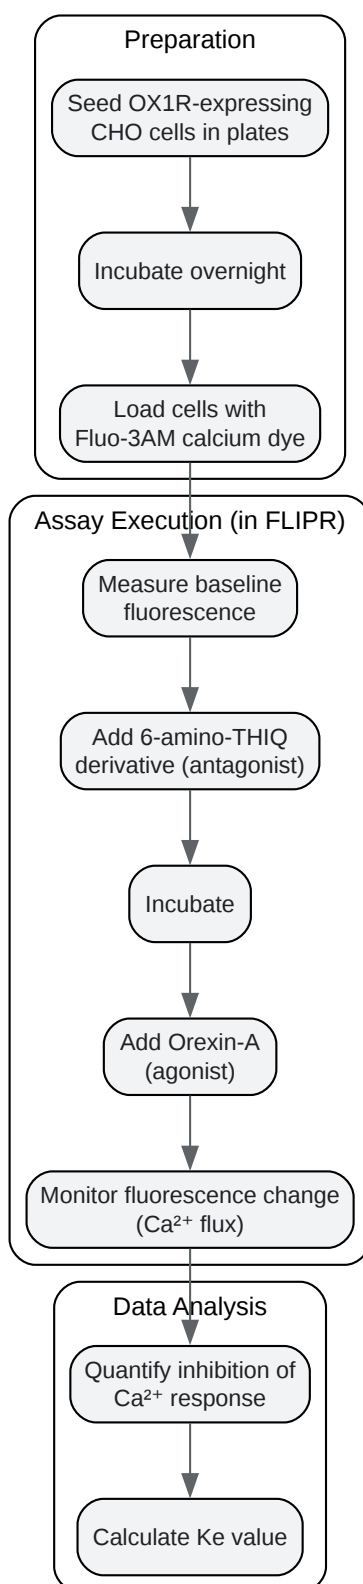 Preparation
Seed OX1R-expressing
CHO cells in plates
Incubate overnight
Load cells with
Fluo-3AM calcium dye
Assay Execution (in FLIPR)
Measure baseline
fluorescence
Add 6-amino-THIQ
derivative (antagonist)
Incubate
Add Orexin-A
(agonist)
Monitor fluorescence change
(Ca²⁺ flux)
Data Analysis
Quantify inhibition of
Ca²⁺ response
Calculate Ke value